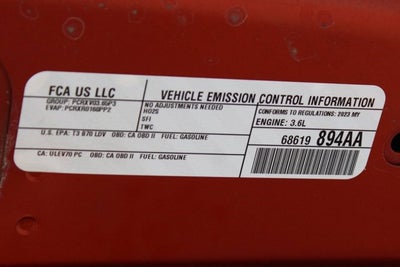 FCA US LLC
GROUP: PCRXV03.65P3
EVAP: PCRXR0160PP2
VEHICLE EMISSION CONTROL INFORMATION
NO ADJUSTMENTS NEEDED
HO2S
SFI
TWC
CONFORMS TO REGULATIONS: 2023 MY
ENGINE: 3.6L
U.S. EPA: T3 B70 LDV OBD: CA OBD II FUEL: GASOLINE
68619 894AA
CA: ULEV70 PC OBD: CA OBD II FUEL: GASOLINE